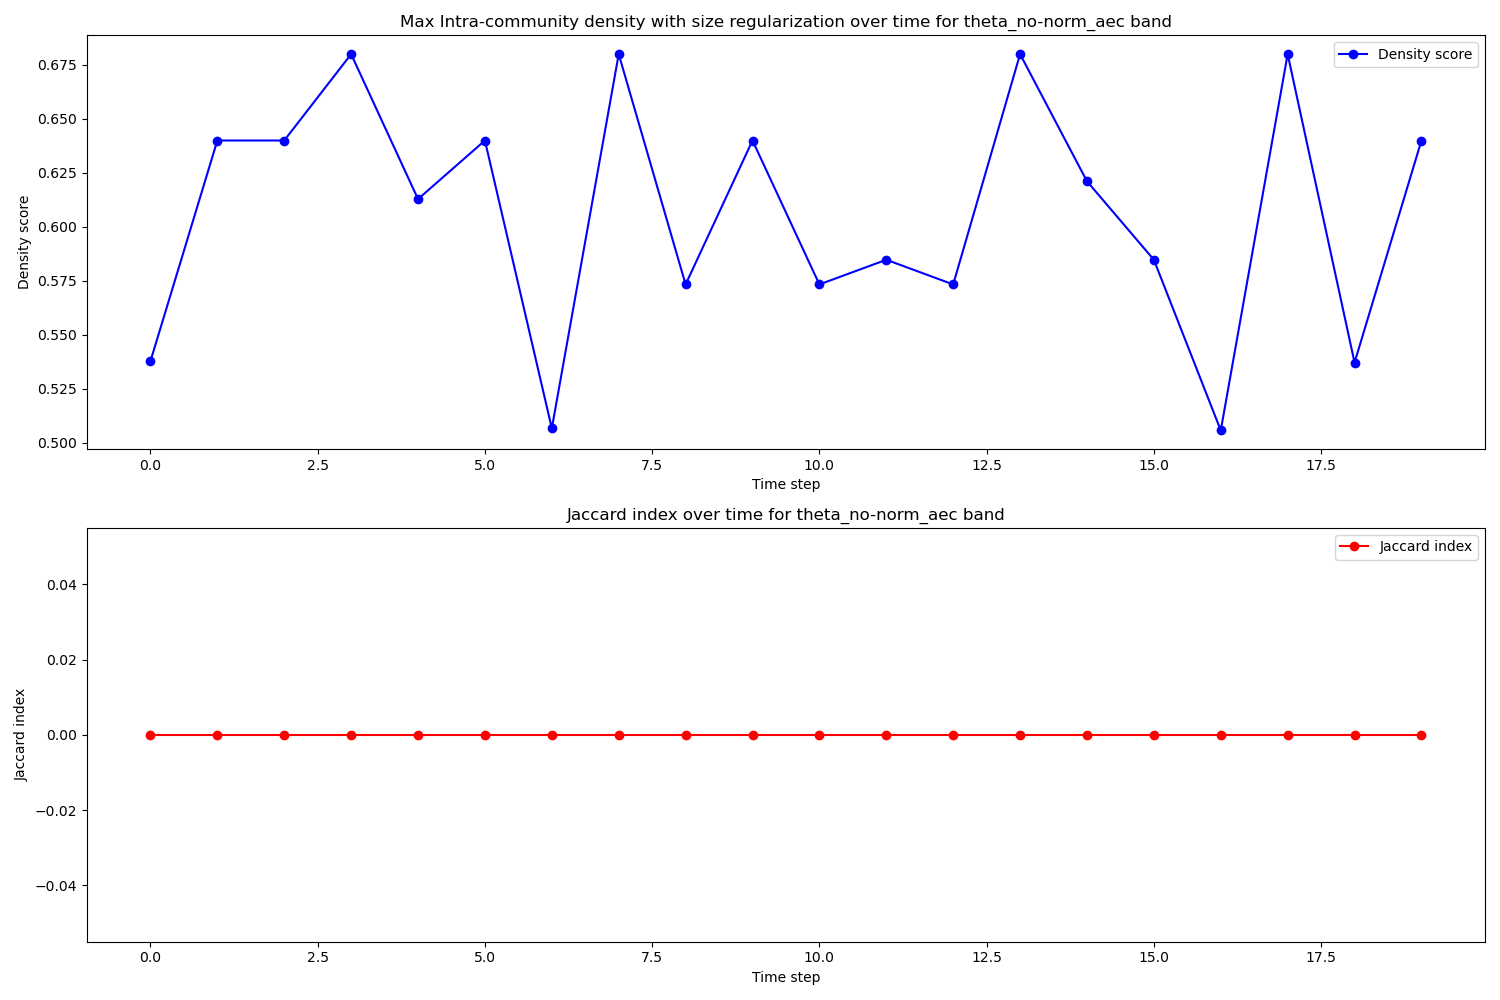 Max Intra-community density with size regularization over time for theta_no-norm_aec band
Density score
0.675
0.650
0.625
0.600
0.575
0.550
0.525
0.500
Density score
0.0 2.5 5.0 7.5 10.0 12.5 15.0 17.5
Time step
Jaccard index over time for theta_no-norm_aec band
Jaccard index
0.04
0.02
0.00
−0.02
−0.04
Jaccard index
0.0 2.5 5.0 7.5 10.0 12.5 15.0 17.5
Time step